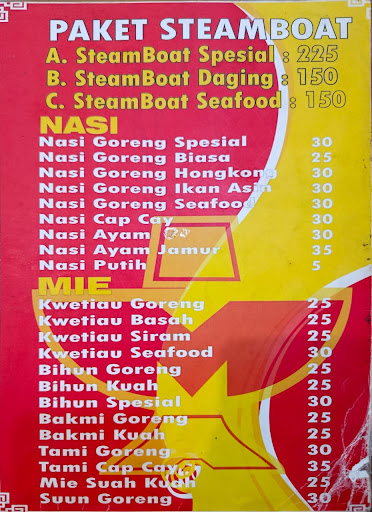 PAKET STEAMBOAT
A. SteamBoat Spesial : 225
B. SteamBoat Daging : 150
C. SteamBoat Seafood : 150
NASI
Nasi Goreng Spesial 30
Nasi Goreng Biasa 25
Nasi Goreng Hongkong 30
Nasi Goreng Ikan Asin 30
Nasi Goreng Seafood 30
Nasi Cap Cay 30
Nasi Ayam 30
Nasi Ayam Jamur 35
Nasi Putih 5
MIE
Kwetiau Goreng 25
Kwetiau Basah 25
Kwetiau Siram 25
Kwetiau Seafood 30
Bihun Goreng 25
Bihun Kuah 25
Bihun Spesial 30
Bakmi Goreng 25
Bakmi Kuah 25
Tami Goreng 30
Tami Cap Cay 35
Mie Suah Kuah 25
Suun Goreng 30